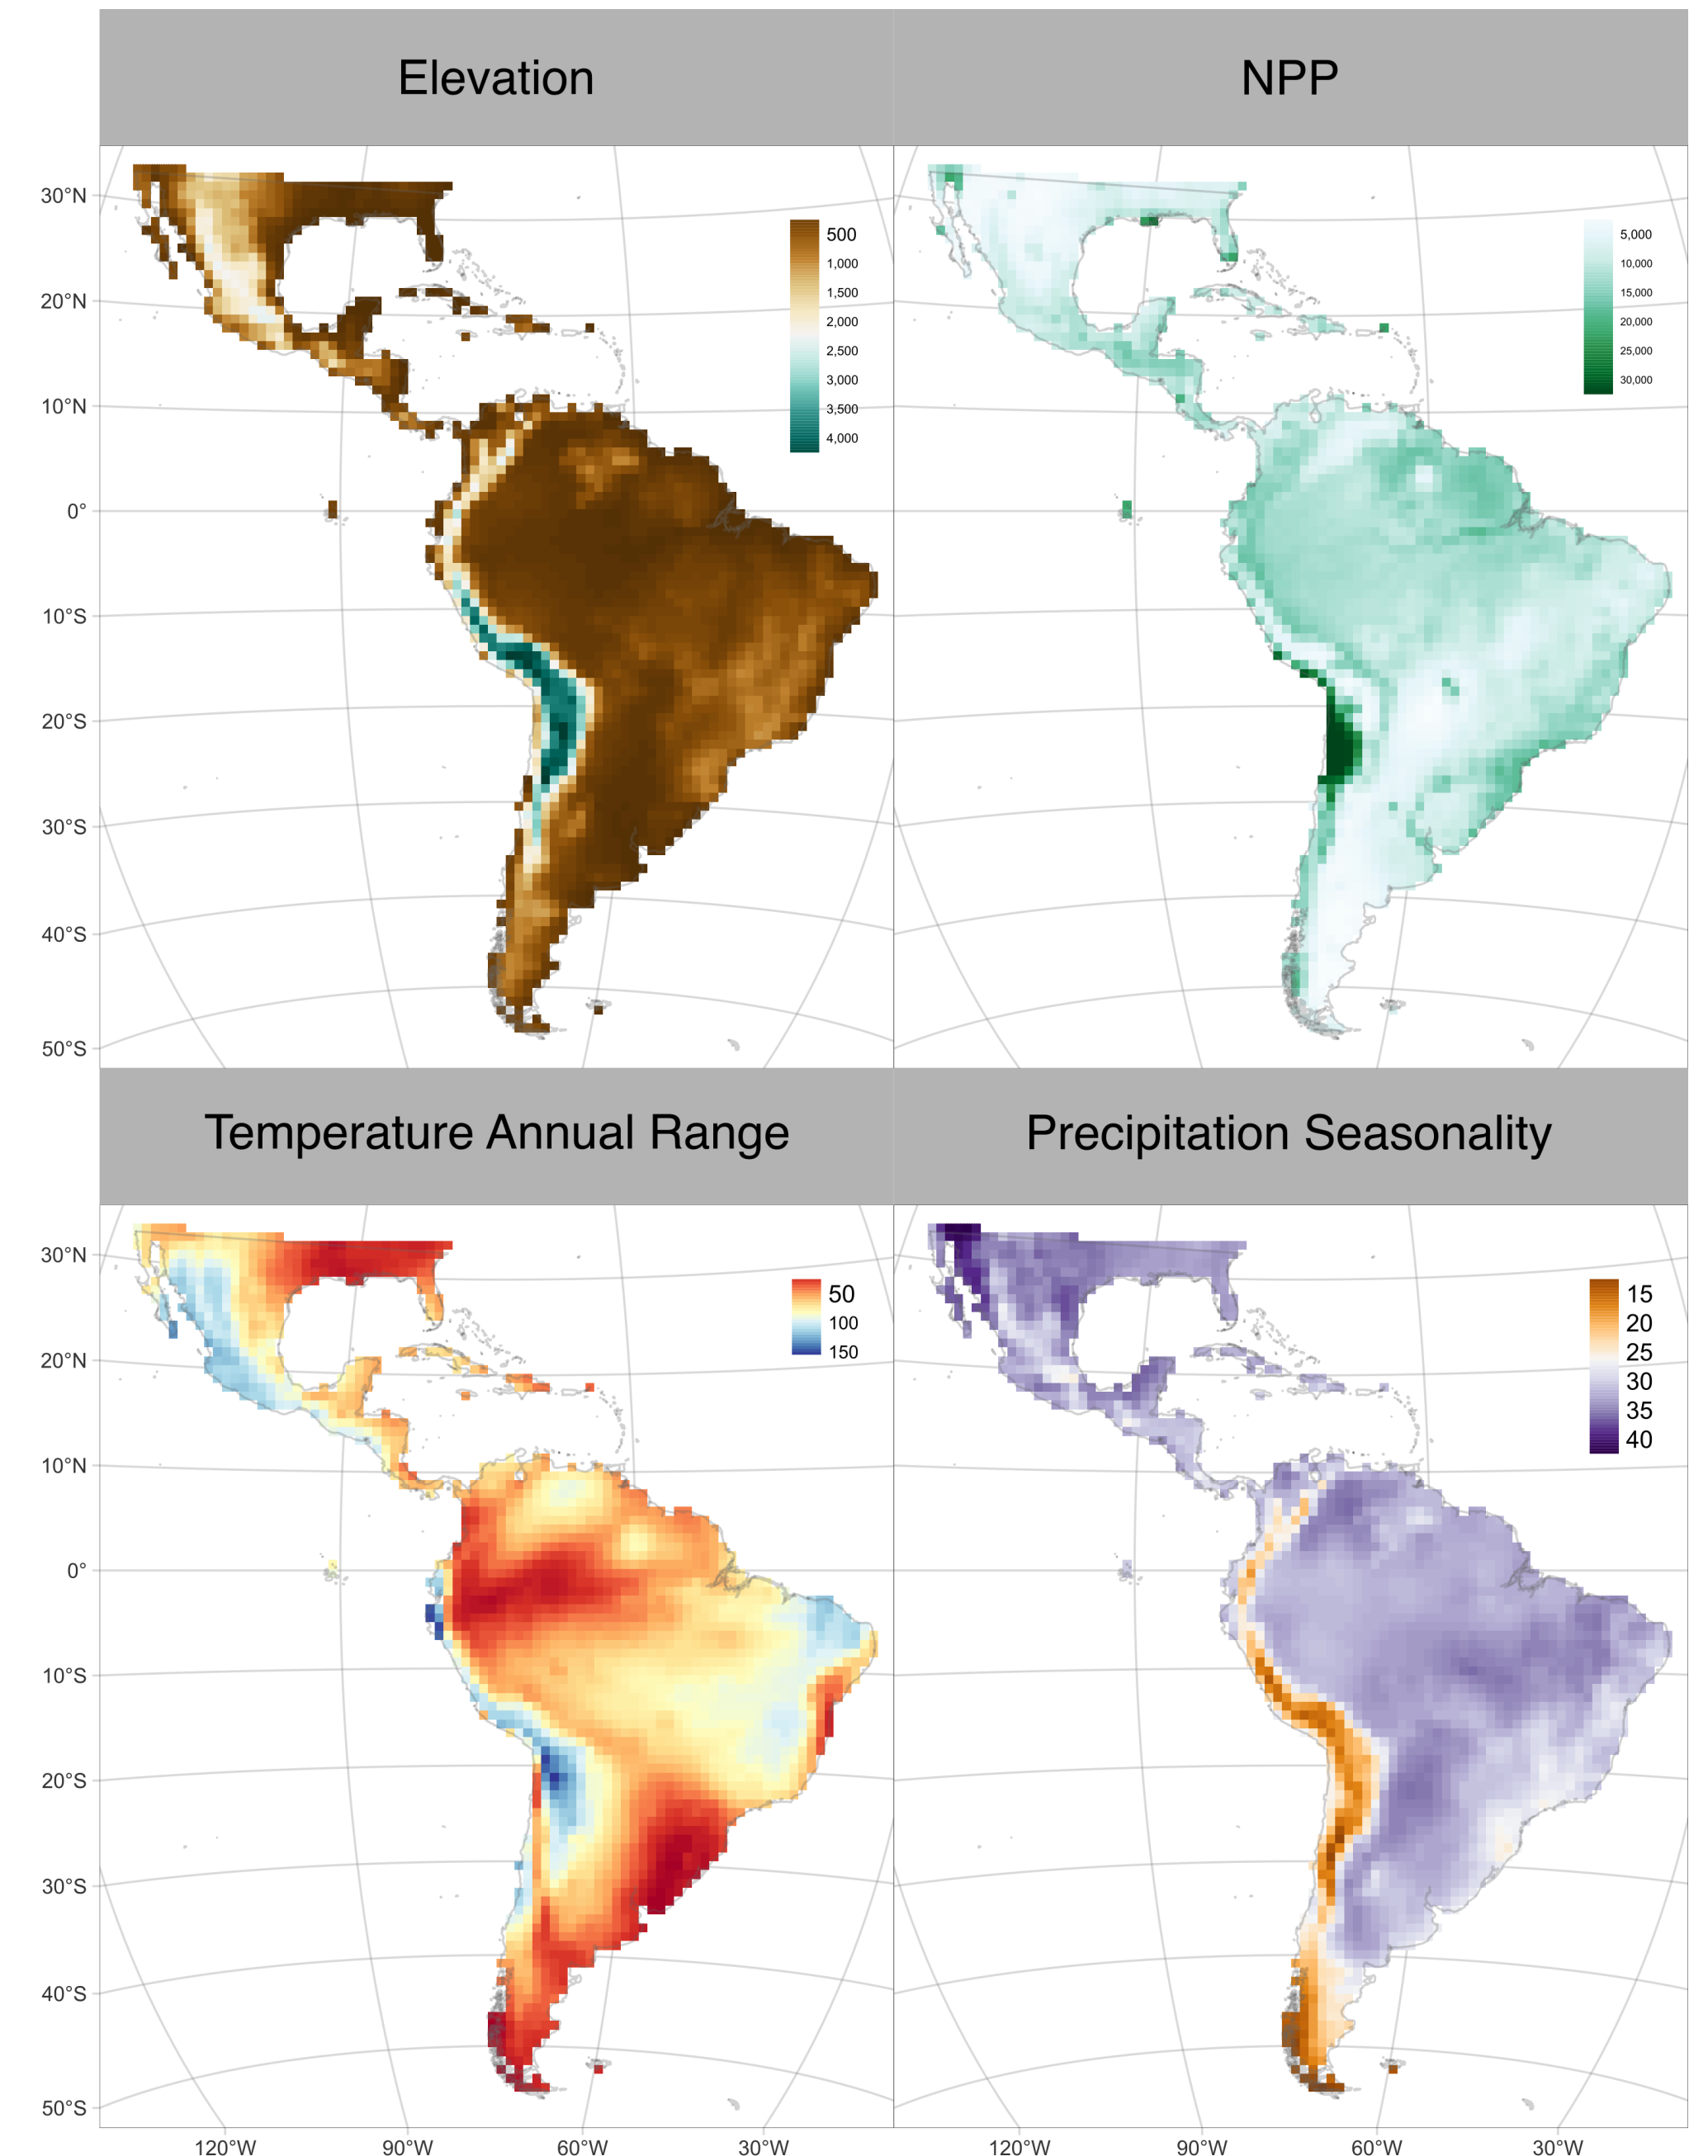 Elevation
NPP
30°N
20°N
10°N
0°
10°S
20°S
30°S
40°S
50°S
500
1,000
1,500
2,000
2,500
3,000
3,500
4,000
5,000
10,000
15,000
20,000
25,000
30,000
Temperature Annual Range
Precipitation Seasonality
30°N
20°N
10°N
0°
10°S
20°S
30°S
40°S
50°S
50
100
150
15
20
25
30
35
40
120°W 90°W 60°W 30°W
120°W 90°W 60°W 30°W